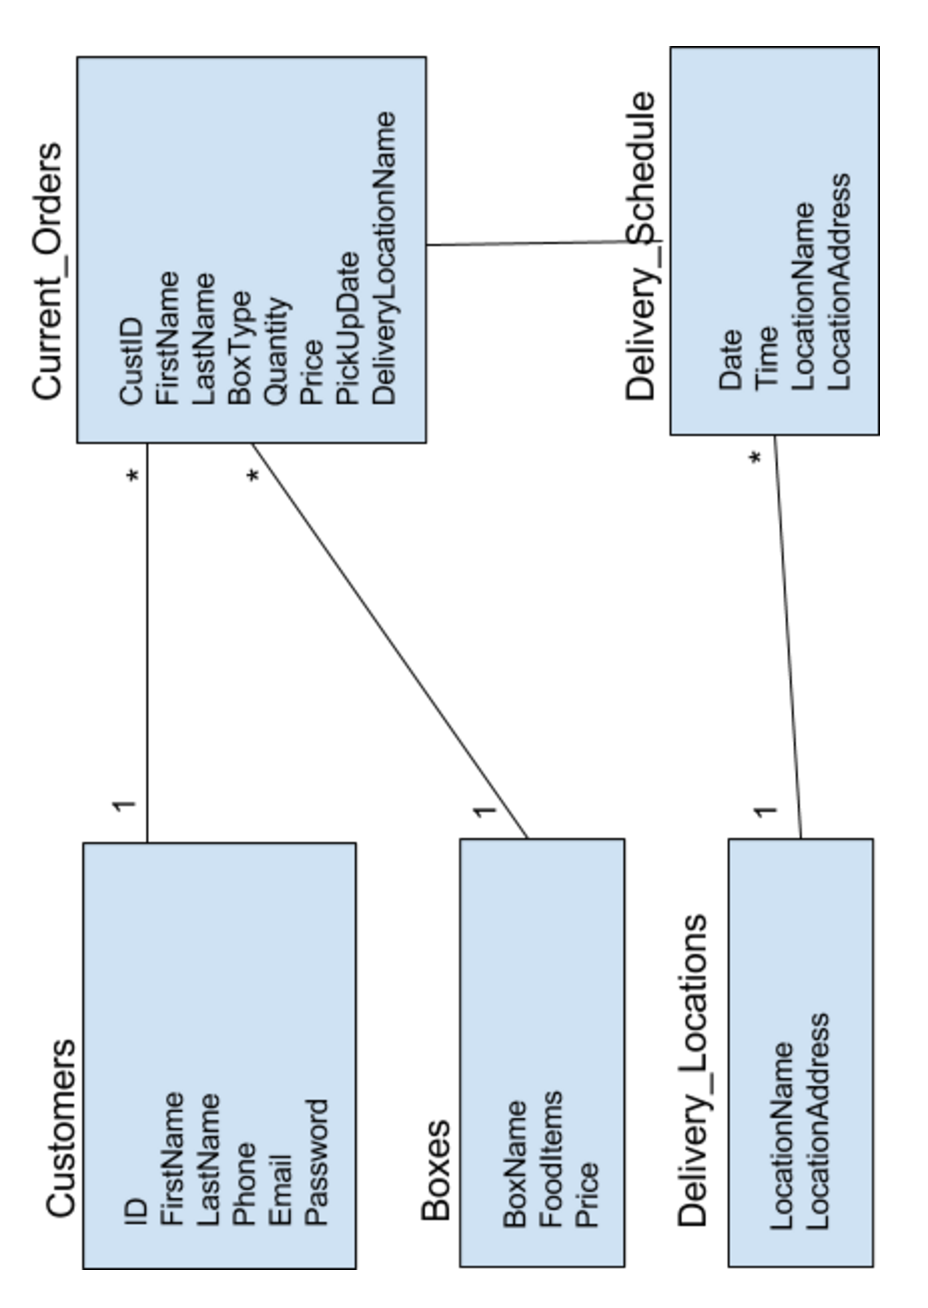 Customers
ID
FirstName
LastName
Phone
Email
Password
1
*
Current_Orders
CustID
FirstName
LastName
BoxType
Quantity
Price
PickUpDate
DeliveryLocationName
Boxes
BoxName
FoodItems
Price
1
*
Delivery_Locations
LocationName
LocationAddress
1
*
Delivery_Schedule
Date
Time
LocationName
LocationAddress